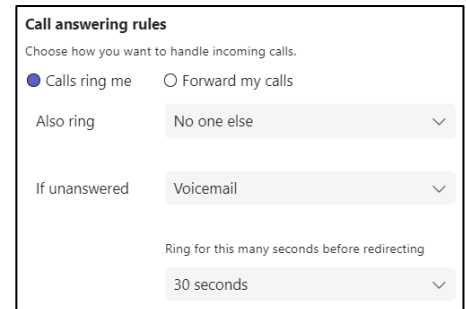 Call answering rules
Choose how you want to handle incoming calls.
Calls ring me Forward my calls
Also ring No one else
If unanswered Voicemail
Ring for this many seconds before redirecting
30 seconds